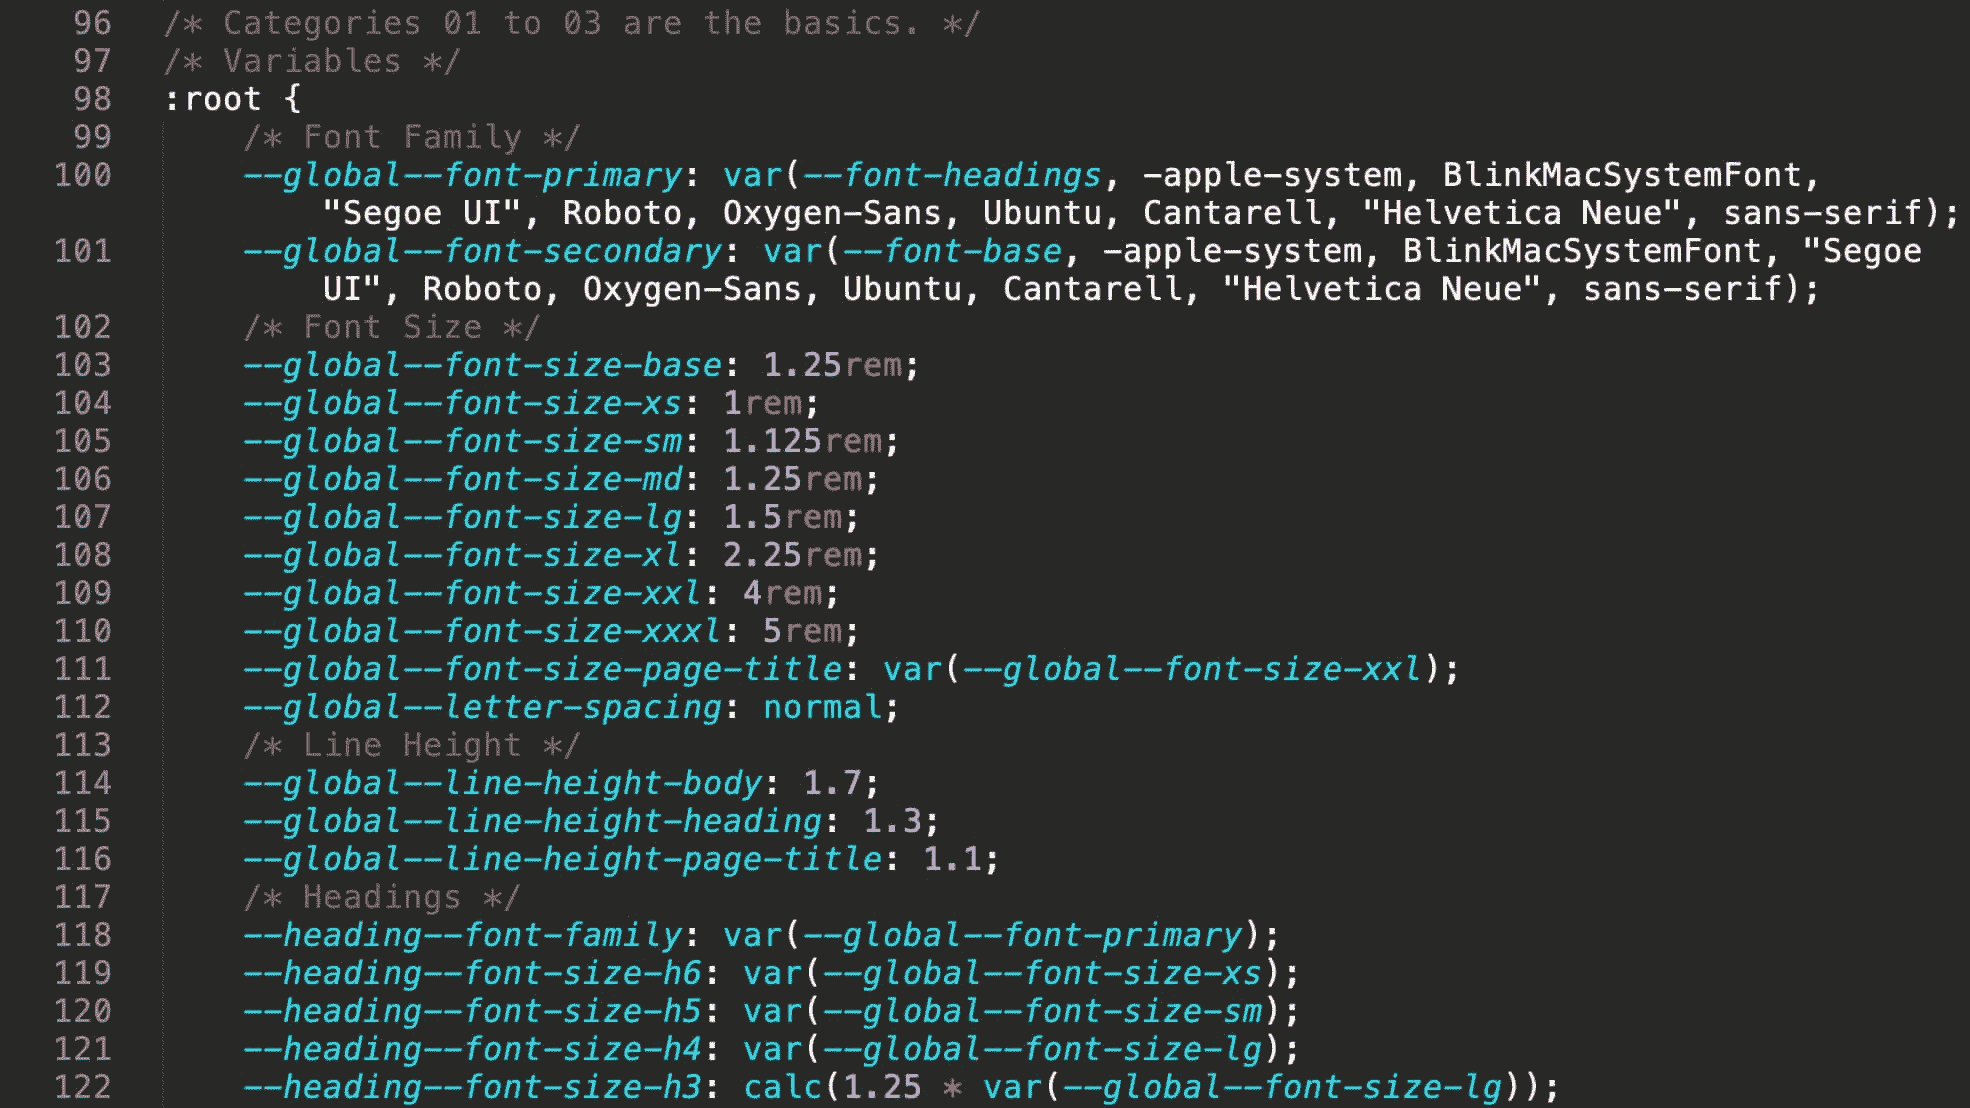 96 /* Categories 01 to 03 are the basics. */
97 /* Variables */
98 :root {
99 /* Font Family */
100 --global--font-primary: var(--font-headings, -apple-system, BlinkMacSystemFont,
"Segoe UI", Roboto, Oxygen-Sans, Ubuntu, Cantarell, "Helvetica Neue", sans-serif);
101 --global--font-secondary: var(--font-base, -apple-system, BlinkMacSystemFont, "Segoe
UI", Roboto, Oxygen-Sans, Ubuntu, Cantarell, "Helvetica Neue", sans-serif);
102 /* Font Size */
103 --global--font-size-base: 1.25rem;
104 --global--font-size-xs: 1rem;
105 --global--font-size-sm: 1.125rem;
106 --global--font-size-md: 1.25rem;
107 --global--font-size-lg: 1.5rem;
108 --global--font-size-xl: 2.25rem;
109 --global--font-size-xxl: 4rem;
110 --global--font-size-xxxl: 5rem;
111 --global--font-size-page-title: var(--global--font-size-xxl);
112 --global--letter-spacing: normal;
113 /* Line Height */
114 --global--line-height-body: 1.7;
115 --global--line-height-heading: 1.3;
116 --global--line-height-page-title: 1.1;
117 /* Headings */
118 --heading--font-family: var(--global--font-primary);
119 --heading--font-size-h6: var(--global--font-size-xs);
120 --heading--font-size-h5: var(--global--font-size-sm);
121 --heading--font-size-h4: var(--global--font-size-lg);
122 --heading--font-size-h3: calc(1.25 * var(--global--font-size-lg));